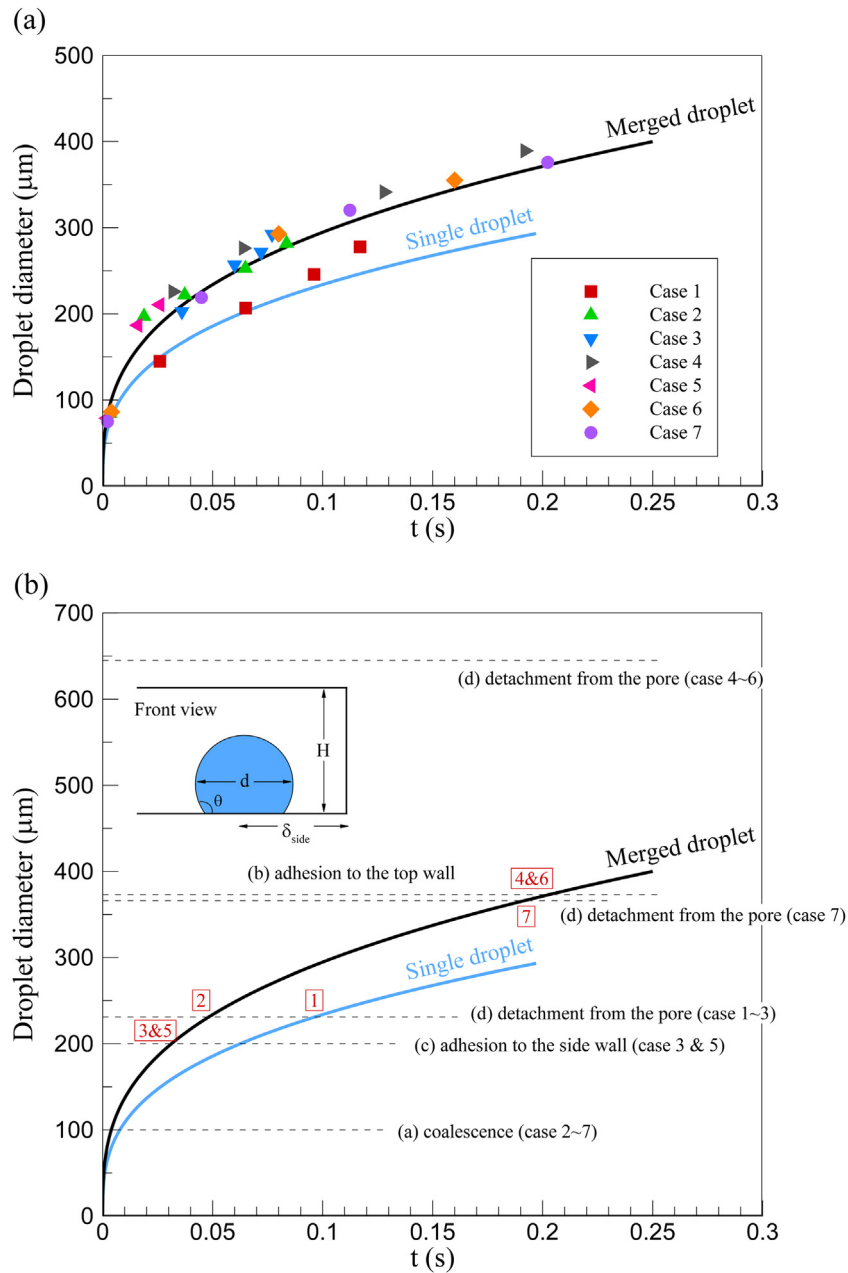 (a)
500
400
300
200
100
0
Droplet diameter (μm)
Merged droplet
Single droplet
Case 1
Case 2
Case 3
Case 4
Case 5
Case 6
Case 7
0
0.05
0.1
0.15
0.2
0.25
0.3
t (s)
(b)
700
600
500
400
300
200
100
0
Droplet diameter (μm)
(d) detachment from the pore (case 4~6)
Front view
H
d
θ
δside
Merged droplet
(b) adhesion to the top wall
4&6
7
(d) detachment from the pore (case 7)
Single droplet
2
1
(d) detachment from the pore (case 1~3)
3&5
(c) adhesion to the side wall (case 3 & 5)
(a) coalescence (case 2~7)
0
0.05
0.1
0.15
0.2
0.25
0.3
t (s)